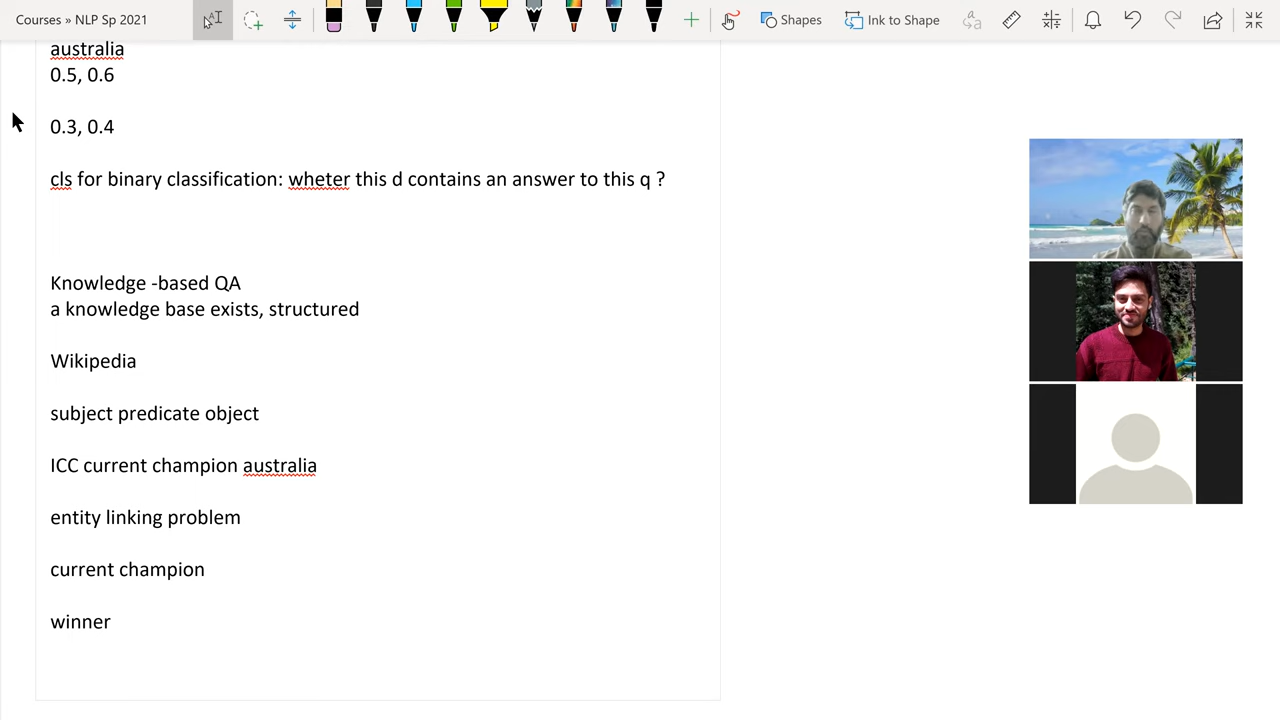 Courses » NLP Sp 2021
Shapes
Ink to Shape
australia
0.5, 0.6
0.3, 0.4
cls for binary classification: wheter this d contains an answer to this q ?
Knowledge -based QA
a knowledge base exists, structured
Wikipedia
subject predicate object
ICC current champion australia
entity linking problem
current champion
winner